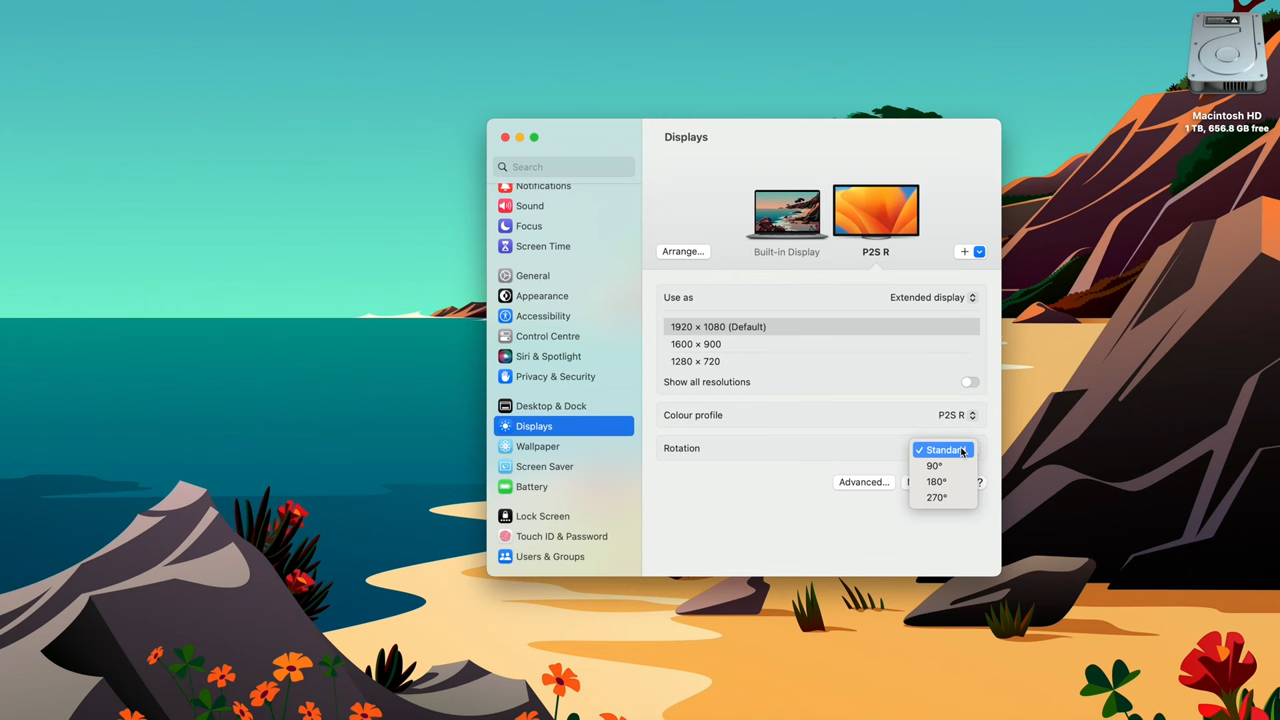 Macintosh HD
1 TB, 656.8 GB free
Displays
Search
Notifications
Sound
Focus
Screen Time
General
Appearance
Accessibility
Control Centre
Siri & Spotlight
Privacy & Security
Desktop & Dock
Displays
Wallpaper
Screen Saver
Battery
Lock Screen
Touch ID & Password
Users & Groups
Arrange...
Built-in Display
P2S R
+
Use as
Extended display
1920 × 1080 (Default)
1600 × 900
1280 × 720
Show all resolutions
Colour profile
P2S R
Rotation
✓ Standard
90°
180°
270°
Advanced...
?